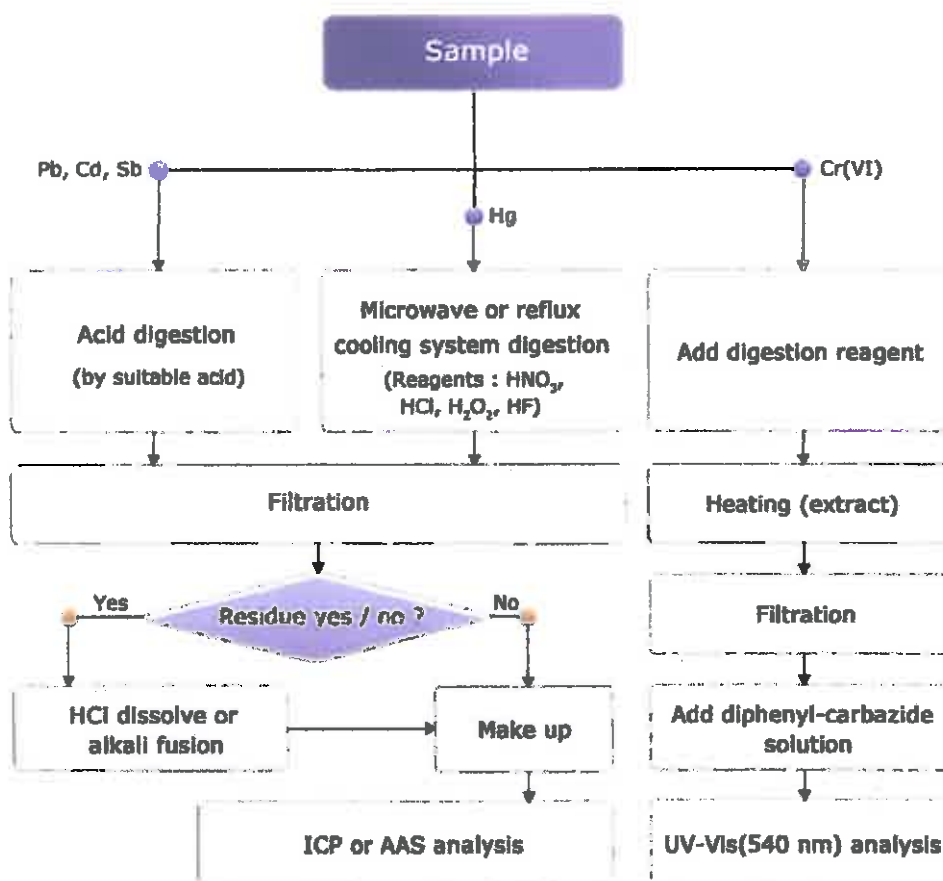 Sample
Pb, Cd, Sb
Cr(VI)
Hg
Acid digestion
(by suitable acid)
Microwave or reflux
cooling system digestion
(Reagents : HNO₃,
HCl, H₂O₂, HF)
Add digestion reagent
Filtration
Heating (extract)
Yes
Residue yes / no ?
No
Filtration
HCl dissolve or
alkali fusion
Make up
Add diphenyl-carbazide
solution
ICP or AAS analysis
UV-Vis(540 nm) analysis